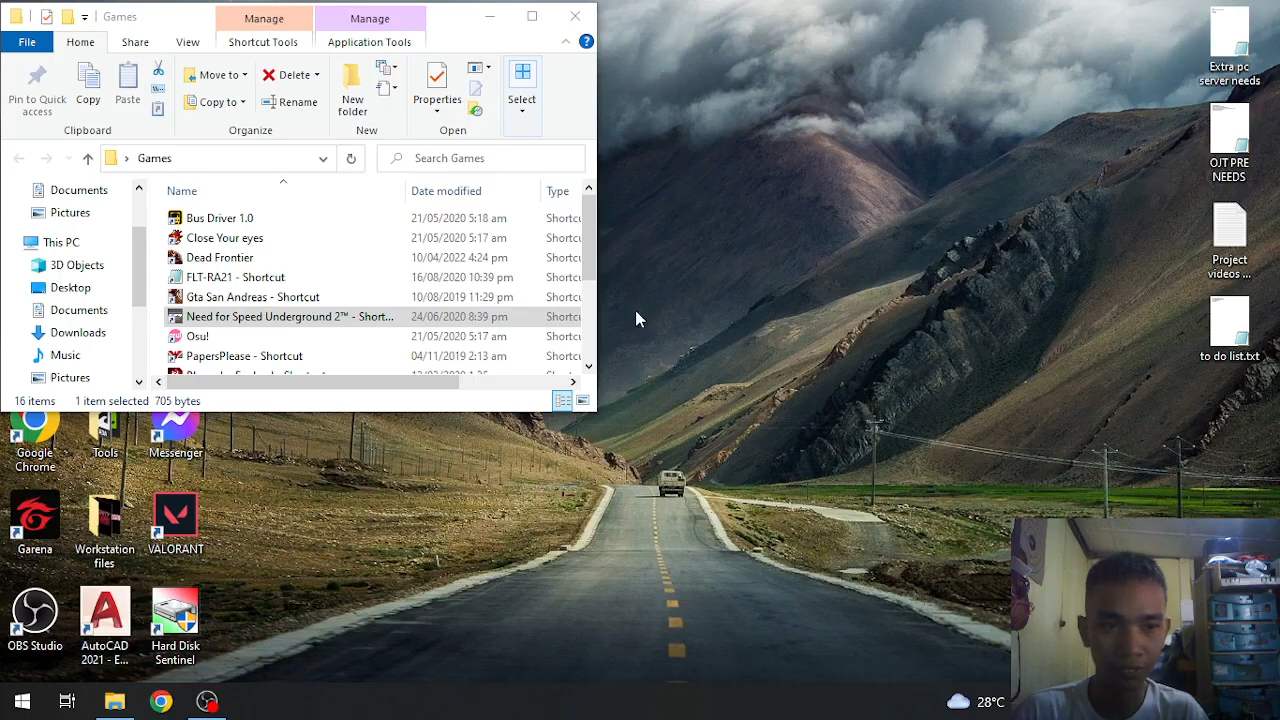 Games
Manage
Manage
File
Home
Share
View
Shortcut Tools
Application Tools
Pin to Quick
access
Copy
Paste
Move to
Copy to
Delete
Rename
New
folder
Properties
Open
Select
Clipboard
Organize
New
Games
Search Games
Documents
Pictures
This PC
3D Objects
Desktop
Documents
Downloads
Music
Pictures
Name
Date modified
Type
Bus Driver 1.0 21/05/2020 5:18 am Shortcu
Close Your eyes 21/05/2020 5:17 am Shortcu
Dead Frontier 10/04/2022 4:24 pm Shortcu
FLT-RA21 - Shortcut 16/08/2020 10:39 pm Shortcu
Gta San Andreas - Shortcut 10/08/2019 11:29 pm Shortcu
Need for Speed Underground 2™ - Short... 24/06/2020 8:39 pm Shortcu
Osu! 21/05/2020 5:17 am Shortcu
PapersPlease - Shortcut 04/11/2019 2:13 am Shortcu
16 items 1 item selected 705 bytes
Extra pc
server needs
OJT PRE
NEEDS
Project
videos ...
to do list.txt
Google
Chrome
Tools
Messenger
Garena
Workstation
files
VALORANT
OBS Studio
AutoCAD
2021 - E...
Hard Disk
Sentinel
28°C